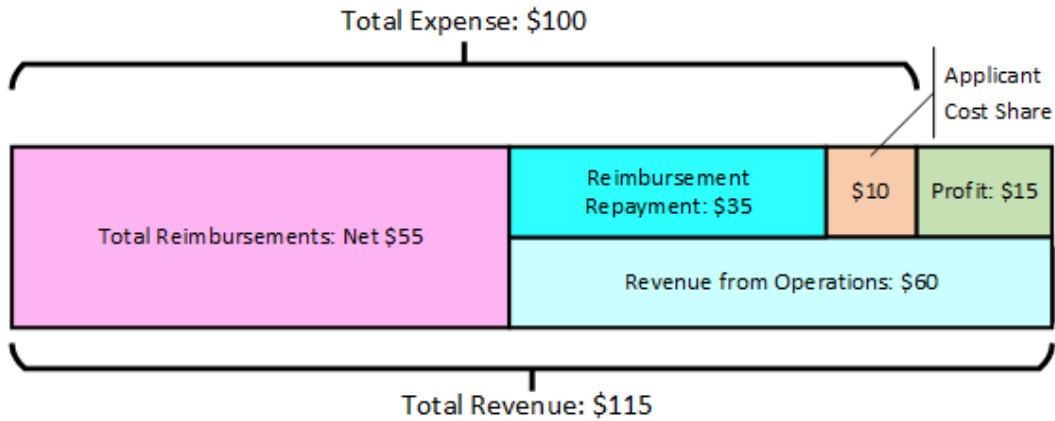 Total Expense: $100
Applicant
Cost Share
Reimbursement
Repayment: $35
$10
Profit: $15
Total Reimbursements: Net $55
Revenue from Operations: $60
Total Revenue: $115